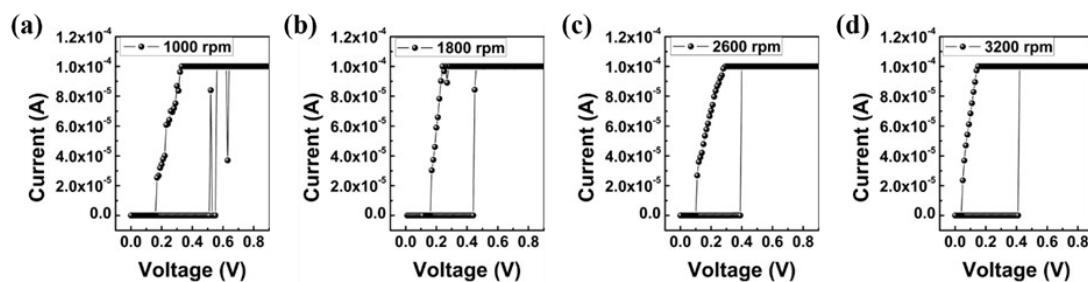 (a) (b) (c) (d)
1000 rpm 1800 rpm 2600 rpm 3200 rpm
1.2x10⁻⁴ 1.2x10⁻⁴ 1.2x10⁻⁴ 1.2x10⁻⁴
1.0x10⁻⁴ 1.0x10⁻⁴ 1.0x10⁻⁴ 1.0x10⁻⁴
8.0x10⁻⁵ 8.0x10⁻⁵ 8.0x10⁻⁵ 8.0x10⁻⁵
6.0x10⁻⁵ 6.0x10⁻⁵ 6.0x10⁻⁵ 6.0x10⁻⁵
4.0x10⁻⁵ 4.0x10⁻⁵ 4.0x10⁻⁵ 4.0x10⁻⁵
2.0x10⁻⁵ 2.0x10⁻⁵ 2.0x10⁻⁵ 2.0x10⁻⁵
0.0 0.0 0.0 0.0
Current (A) Current (A) Current (A) Current (A)
0.0 0.2 0.4 0.6 0.8 0.0 0.2 0.4 0.6 0.8 0.0 0.2 0.4 0.6 0.8 0.0 0.2 0.4 0.6 0.8
Voltage (V) Voltage (V) Voltage (V) Voltage (V)